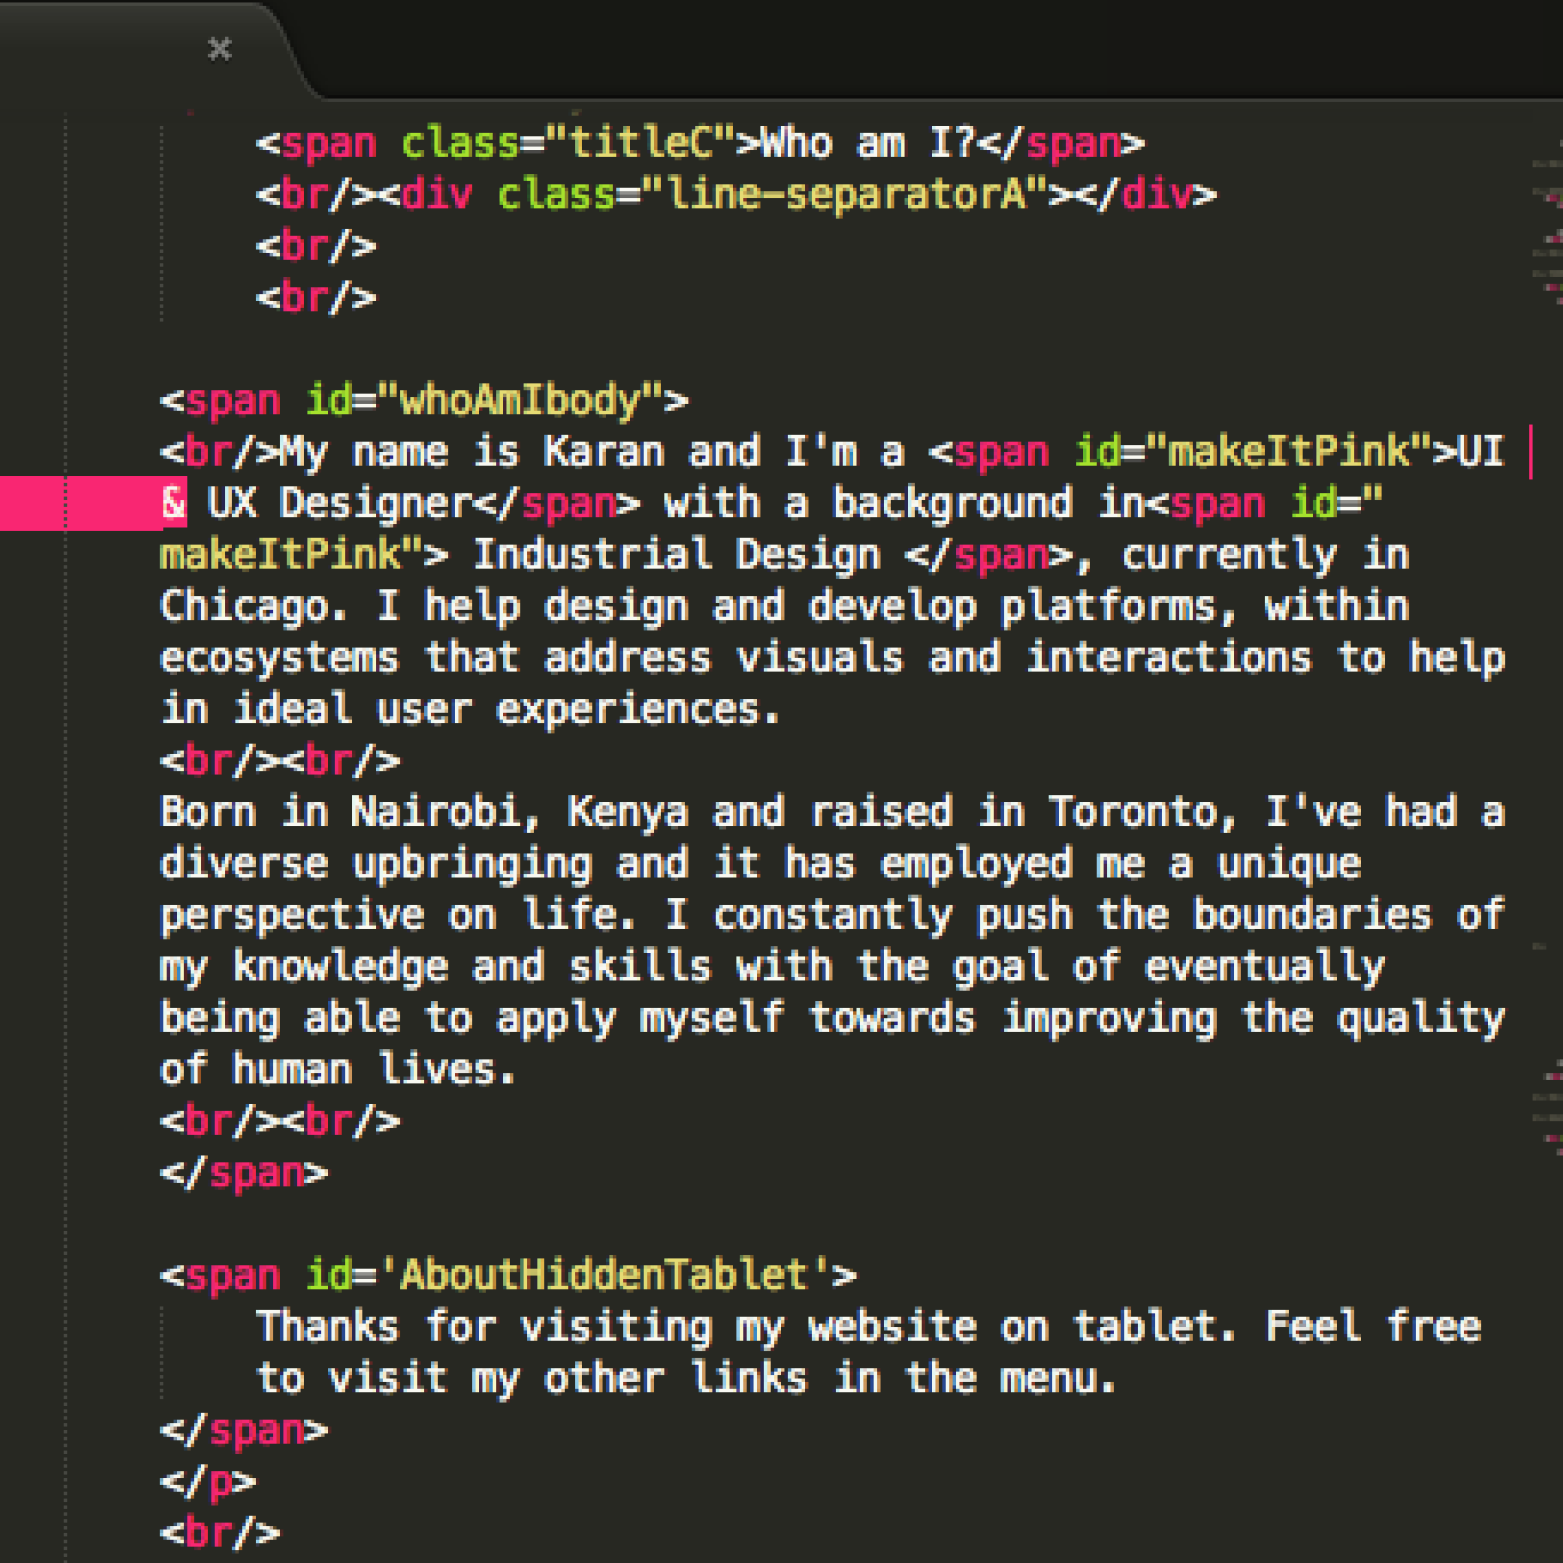 ×
<span class="titleC">Who am I?</span>
<br/><div class="line-separatorA"></div>
<br/>
<br/>
<span id="whoAmIbody">
<br/>My name is Karan and I'm a <span id="makeItPink">UI
& UX Designer</span> with a background in<span id="
makeItPink"> Industrial Design </span>, currently in
Chicago. I help design and develop platforms, within
ecosystems that address visuals and interactions to help
in ideal user experiences.
<br/><br/>
Born in Nairobi, Kenya and raised in Toronto, I've had a
diverse upbringing and it has employed me a unique
perspective on life. I constantly push the boundaries of
my knowledge and skills with the goal of eventually
being able to apply myself towards improving the quality
of human lives.
<br/><br/>
</span>
<span id='AboutHiddenTablet'>
Thanks for visiting my website on tablet. Feel free
to visit my other links in the menu.
</span>
</p>
<br/>